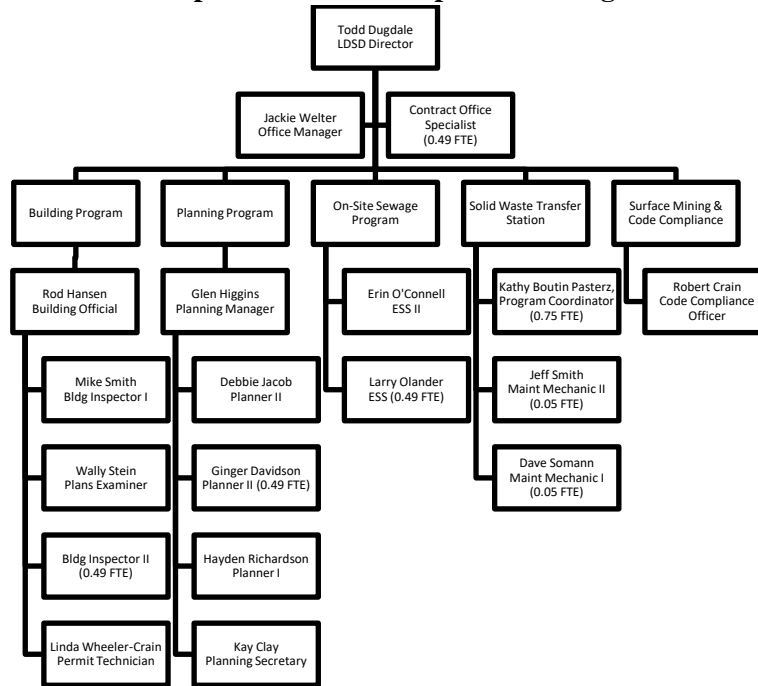 Todd Dugdale
LDSD Director
Jackie Welter
Office Manager
Contract Office
Specialist
(0.49 FTE)
Building Program
Planning Program
On-Site Sewage
Program
Solid Waste Transfer
Station
Surface Mining &
Code Compliance
Rod Hansen
Building Official
Glen Higgins
Planning Manager
Erin O'Connell
ESS II
Kathy Boutin Pasterz,
Program Coordinator
(0.75 FTE)
Robert Crain
Code Compliance
Officer
Mike Smith
Bldg Inspector I
Debbie Jacob
Planner II
Larry Olander
ESS (0.49 FTE)
Jeff Smith
Maint Mechanic II
(0.05 FTE)
Wally Stein
Plans Examiner
Ginger Davidson
Planner II (0.49 FTE)
Dave Somann
Maint Mechanic I
(0.05 FTE)
Bldg Inspector II
(0.49 FTE)
Hayden Richardson
Planner I
Linda Wheeler-Crain
Permit Technician
Kay Clay
Planning Secretary